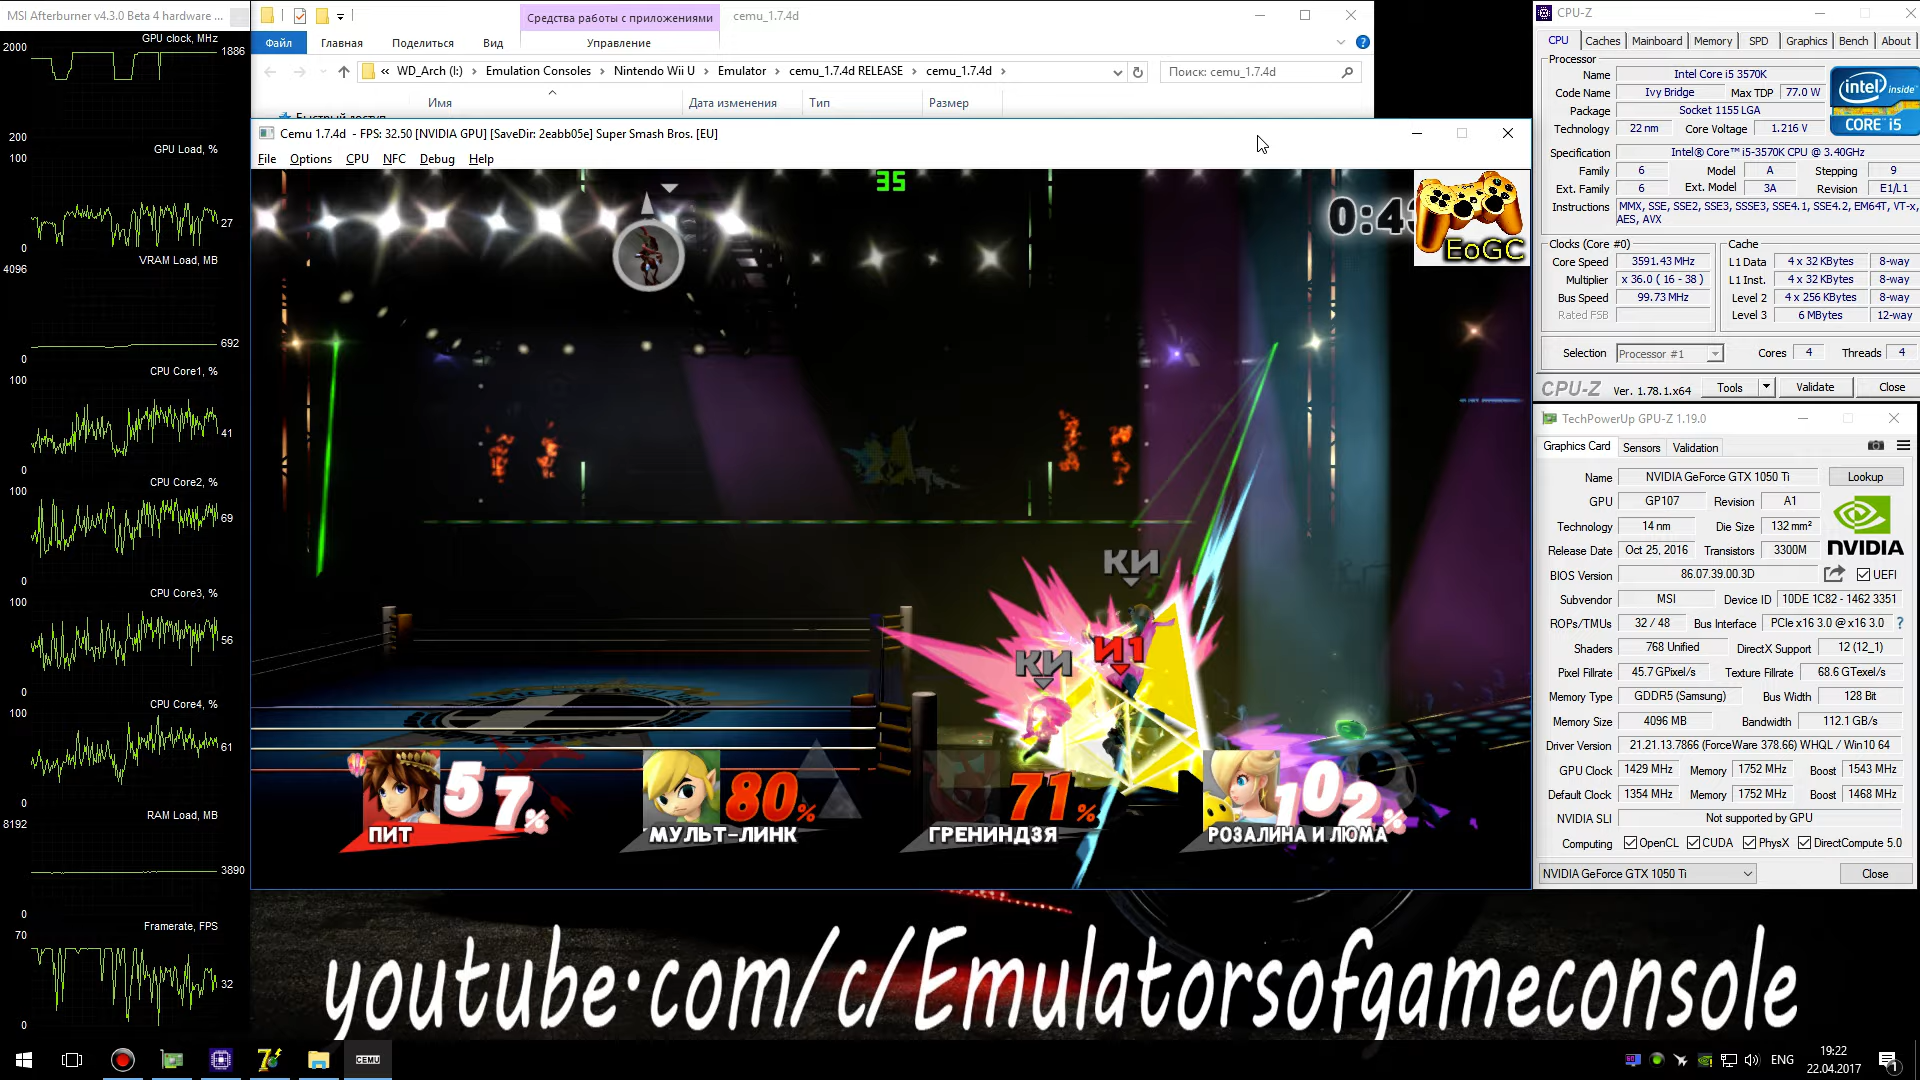 MSI Afterburner v4.3.0 Beta 4 hardware ...
GPU clock, MHz
2000
1886
200
GPU Load, %
100
27
0
VRAM Load, MB
4096
692
0
CPU Core1, %
100
41
0
CPU Core2, %
100
69
0
CPU Core3, %
100
56
0
CPU Core4, %
100
61
0
RAM Load, MB
8192
3890
0
Framerate, FPS
70
32
0
Средства работы с приложениями
cemu_1.7.4d
Файл Главная Поделиться Вид Управление
« WD_Arch (I:) › Emulation Consoles › Nintendo Wii U › Emulator › cemu_1.7.4d RELEASE › cemu_1.7.4d ›
Поиск: cemu_1.7.4d
Имя Дата изменения Тип Размер
Cemu 1.7.4d - FPS: 32.50 [NVIDIA GPU] [SaveDir: 2eabb05e] Super Smash Bros. [EU]
File Options CPU NFC Debug Help
35
0:43
EoGC
КИ
КИ
И1
57%
80%
71%
102%
ПИТ
МУЛЬТ-ЛИНК
ГРЕНИНДЗЯ
РОЗАЛИНА И ЛЮМА
youtube.com/c/Emulatorsofgameconsole
CPU-Z
CPU Caches Mainboard Memory SPD Graphics Bench About
Processor
Name Intel Core i5 3570K
Code Name Ivy Bridge Max TDP 77.0 W
Package Socket 1155 LGA
Technology 22 nm Core Voltage 1.216 V
intel inside™
CORE i5
Specification Intel® Core™ i5-3570K CPU @ 3.40GHz
Family 6 Model A Stepping 9
Ext. Family 6 Ext. Model 3A Revision E1/L1
Instructions MMX, SSE, SSE2, SSE3, SSSE3, SSE4.1, SSE4.2, EM64T, VT-x,
AES, AVX
Clocks (Core #0)
Core Speed 3591.43 MHz
Multiplier x 36.0 ( 16 - 38 )
Bus Speed 99.73 MHz
Rated FSB
Cache
L1 Data 4 x 32 KBytes 8-way
L1 Inst. 4 x 32 KBytes 8-way
Level 2 4 x 256 KBytes 8-way
Level 3 6 MBytes 12-way
Selection Processor #1 Cores 4 Threads 4
CPU-Z Ver. 1.78.1.x64 Tools Validate Close
TechPowerUp GPU-Z 1.19.0
Graphics Card Sensors Validation
Name NVIDIA GeForce GTX 1050 Ti Lookup
GPU GP107 Revision A1
Technology 14 nm Die Size 132 mm²
Release Date Oct 25, 2016 Transistors 3300M
NVIDIA
BIOS Version 86.07.39.00.3D UEFI
Subvendor MSI Device ID 10DE 1C82 - 1462 3351
ROPs/TMUs 32 / 48 Bus Interface PCIe x16 3.0 @ x16 3.0 ?
Shaders 768 Unified DirectX Support 12 (12_1)
Pixel Fillrate 45.7 GPixel/s Texture Fillrate 68.6 GTexel/s
Memory Type GDDR5 (Samsung) Bus Width 128 Bit
Memory Size 4096 MB Bandwidth 112.1 GB/s
Driver Version 21.21.13.7866 (ForceWare 378.66) WHQL / Win10 64
GPU Clock 1429 MHz Memory 1752 MHz Boost 1543 MHz
Default Clock 1354 MHz Memory 1752 MHz Boost 1468 MHz
NVIDIA SLI Not supported by GPU
Computing OpenCL CUDA PhysX DirectCompute 5.0
NVIDIA GeForce GTX 1050 Ti Close
CEMU
ENG
19:22
22.04.2017
1